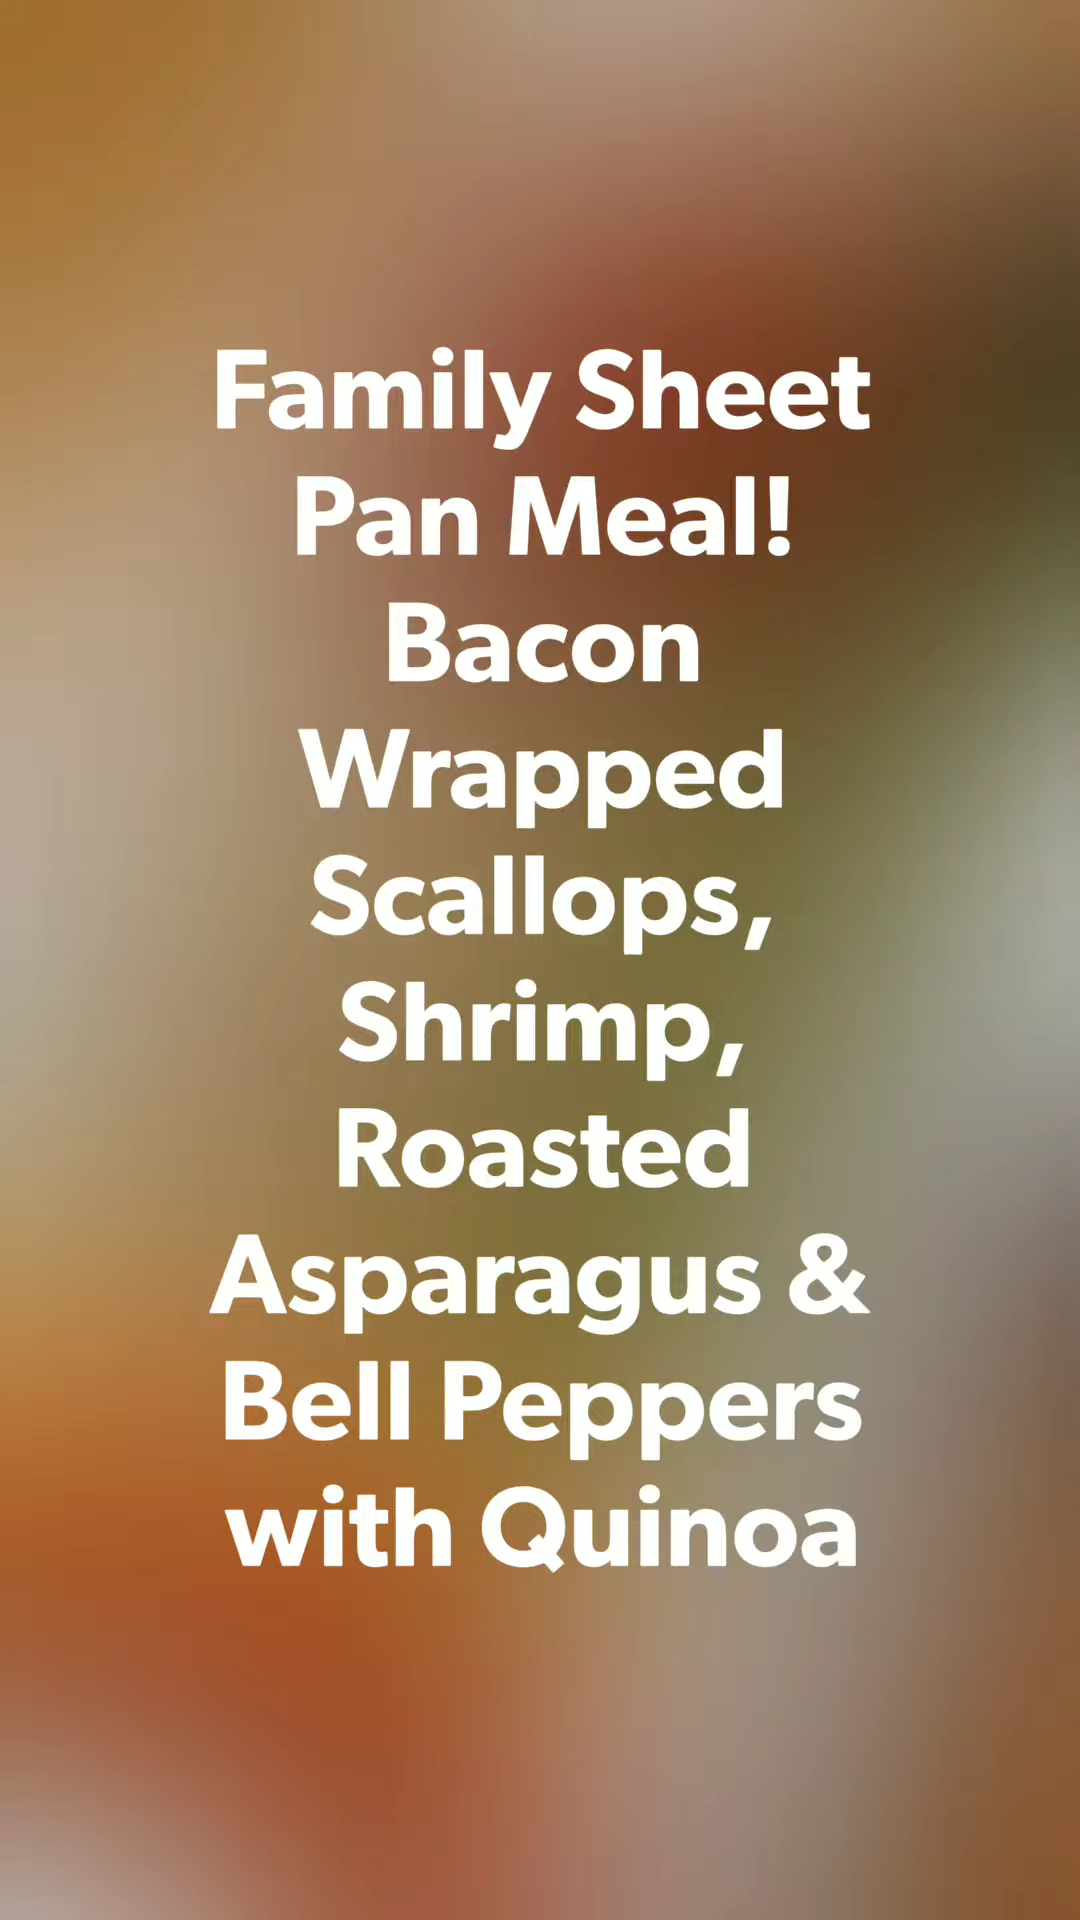 Family Sheet
Pan Meal!
Bacon
Wrapped
Scallops,
Shrimp,
Roasted
Asparagus &
Bell Peppers
with Quinoa